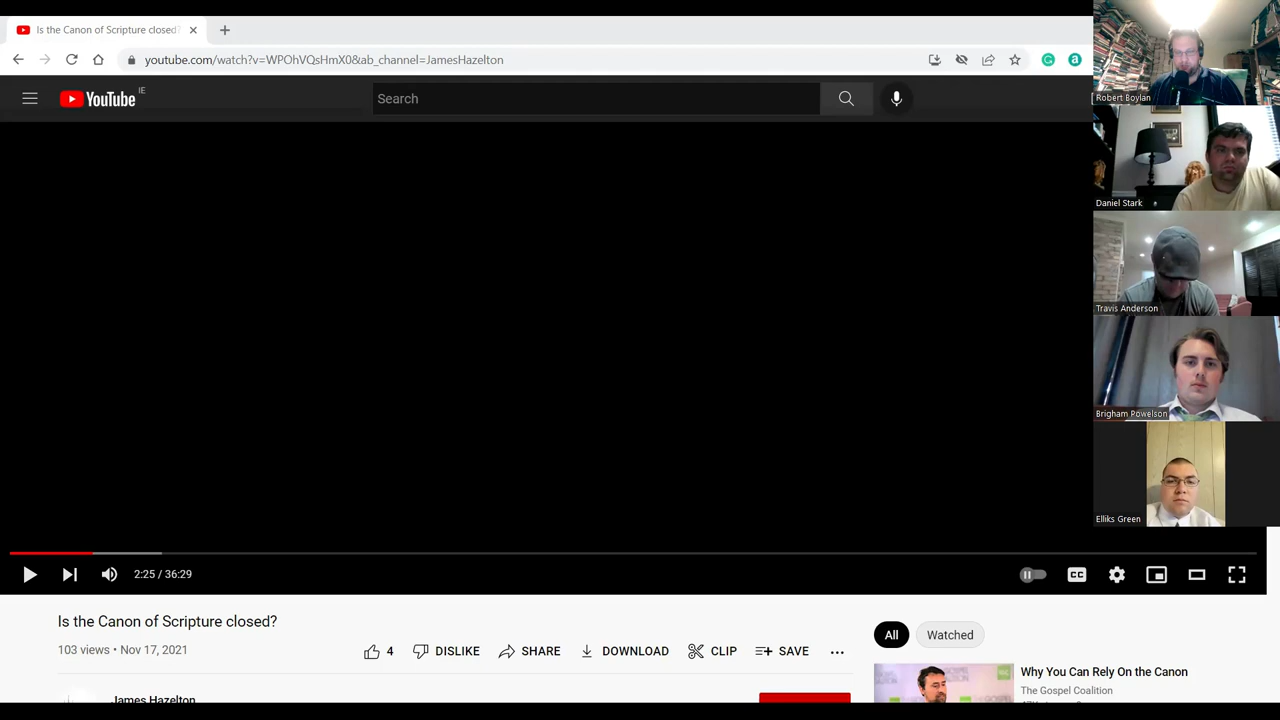 Is the Canon of Scripture closed?
youtube.com/watch?v=WPOhVQsHmX0&ab_channel=JamesHazelton
YouTube IE
Search
Robert Boylan
Daniel Stark
Travis Anderson
Brigham Powelson
Elliks Green
2:25 / 36:29
CC
Is the Canon of Scripture closed?
103 views • Nov 17, 2021
4 DISLIKE SHARE DOWNLOAD CLIP SAVE
All Watched
Why You Can Rely On the Canon
The Gospel Coalition
James Hazelton